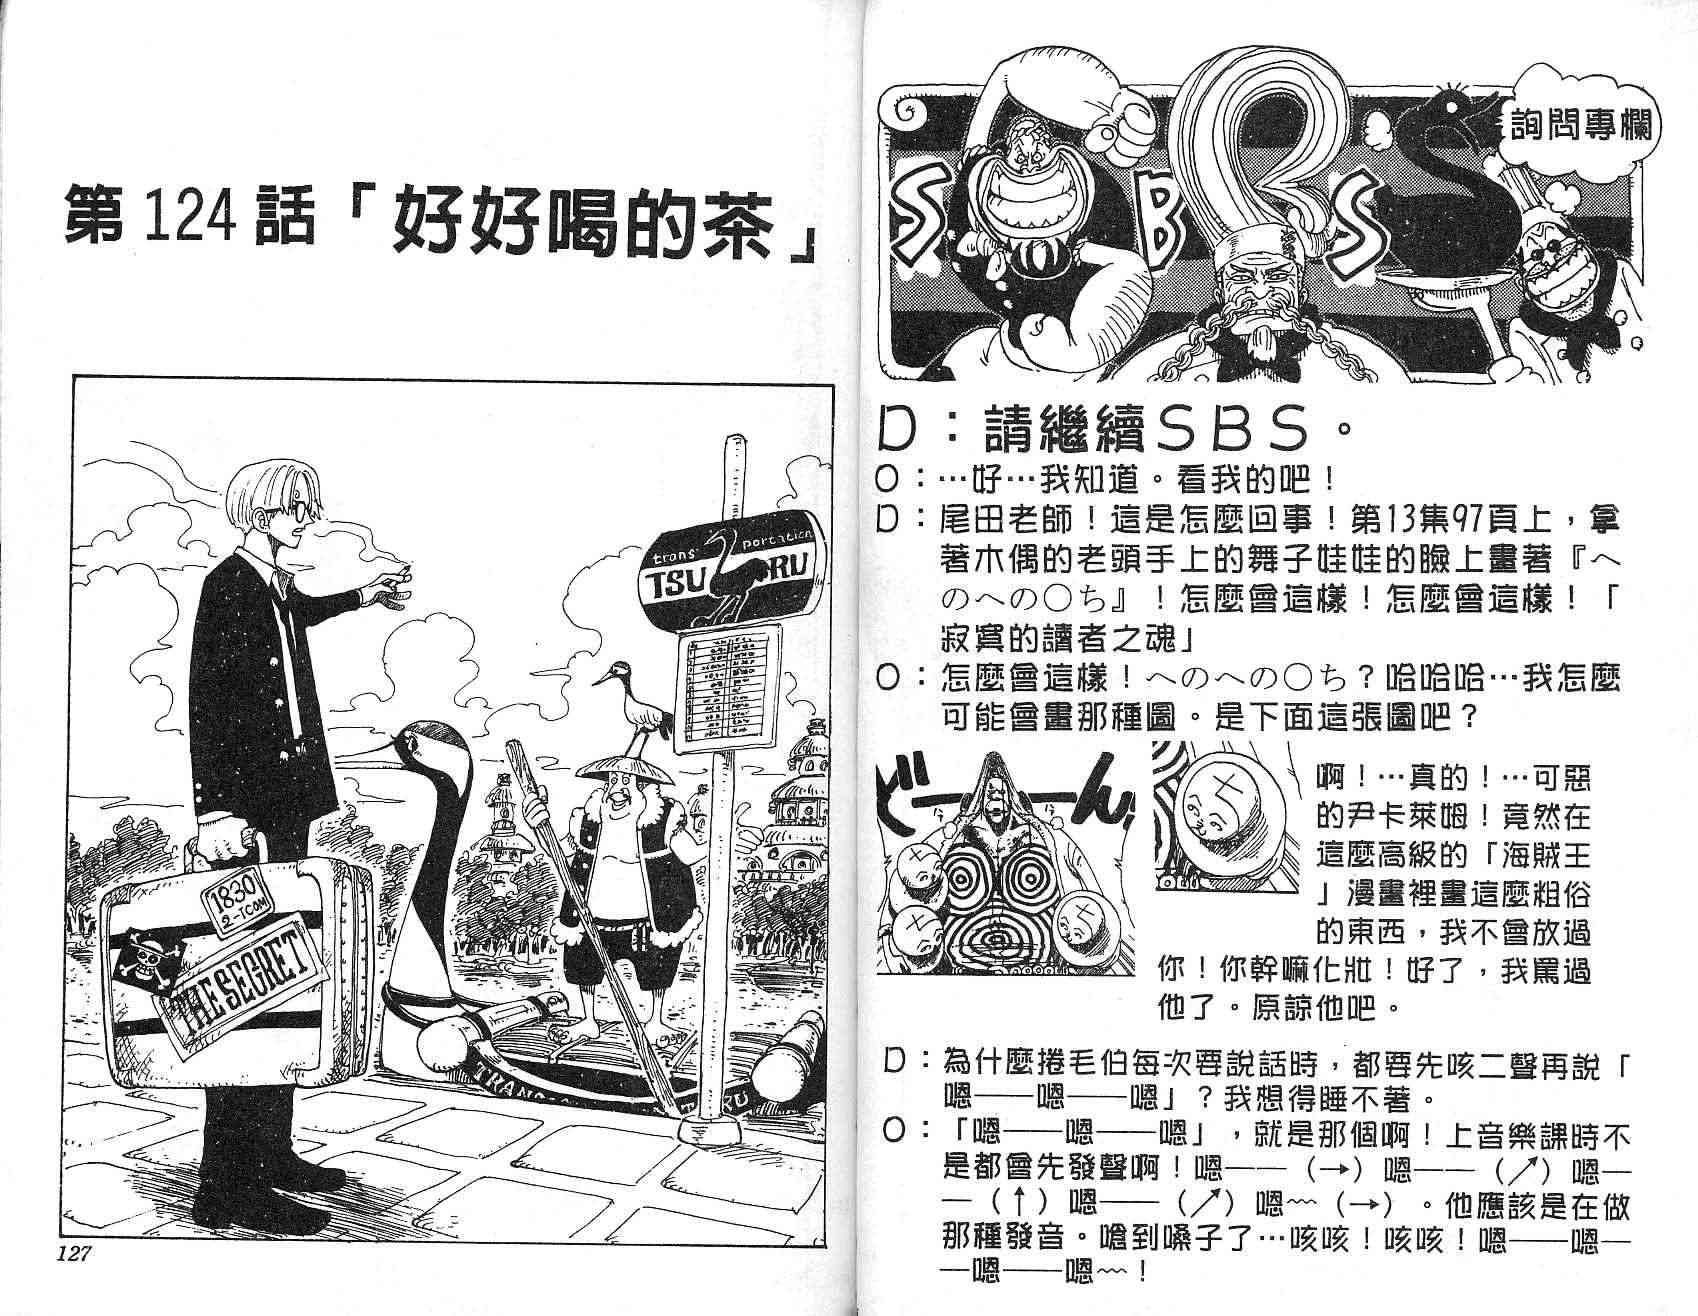 詢問專欄
SBS
D：請繼續SBS。
O：…好…我知道。看我的吧！
D：尾田老師！這是怎麼回事！第13集97頁上，拿
著木偶的老頭手上的舞子娃娃的臉上畫著『へ
のへの○ち』！怎麼會這樣！怎麼會這樣！「
寂寞的讀者之魂」
O：怎麼會這樣！へのへの○ち？哈哈哈…我怎麼
可能會畫那種圖。是下面這張圖吧？
どーーん!
啊！…真的！…可惡
的尹卡萊姆！竟然在
這麼高級的「海賊王
」漫畫裡畫這麼粗俗
的東西，我不會放過
你！你幹嘛化妝！好了，我罵過
他了。原諒他吧。
D：為什麼捲毛伯每次要說話時，都要先咳二聲再說「
嗯——嗯——嗯」？我想得睡不著。
O：「嗯——嗯——嗯」，就是那個啊！上音樂課時不
是都會先發聲啊！嗯——（→）嗯——（↗）嗯—
—（↑）嗯——（↗）嗯〰（→）。他應該是在做
那種發音。嗆到嗓子了…咳咳！咳咳！嗯——嗯—
—嗯——嗯〰！
第124話「好好喝的茶」
transportation
TSURU
1830
2-TCOM
THE SECRET
127